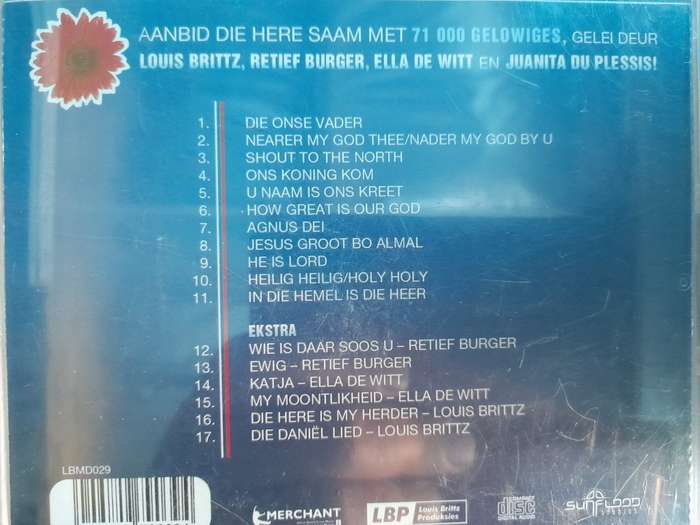 AANBID DIE HERE SAAM MET 71 000 GELOWIGES, GELEI DEUR
LOUIS BRITTZ, RETIEF BURGER, ELLA DE WITT EN JUANITA DU PLESSIS!
1. DIE ONSE VADER
2. NEARER MY GOD THEE/NADER MY GOD BY U
3. SHOUT TO THE NORTH
4. ONS KONING KOM
5. U NAAM IS ONS KREET
6. HOW GREAT IS OUR GOD
7. AGNUS DEI
8. JESUS GROOT BO ALMAL
9. HE IS LORD
10. HEILIG HEILIG/HOLY HOLY
11. IN DIE HEMEL IS DIE HEER
EKSTRA
12. WIE IS DAAR SOOS U – RETIEF BURGER
13. EWIG – RETIEF BURGER
14. KATJA – ELLA DE WITT
15. MY MOONTLIKHEID – ELLA DE WITT
16. DIE HERE IS MY HERDER – LOUIS BRITTZ
17. DIE DANIËL LIED – LOUIS BRITTZ
LBMD029
MERCHANT
LBP Louis Brittz
Produksies
COMPACT
disc
DIGITAL AUDIO